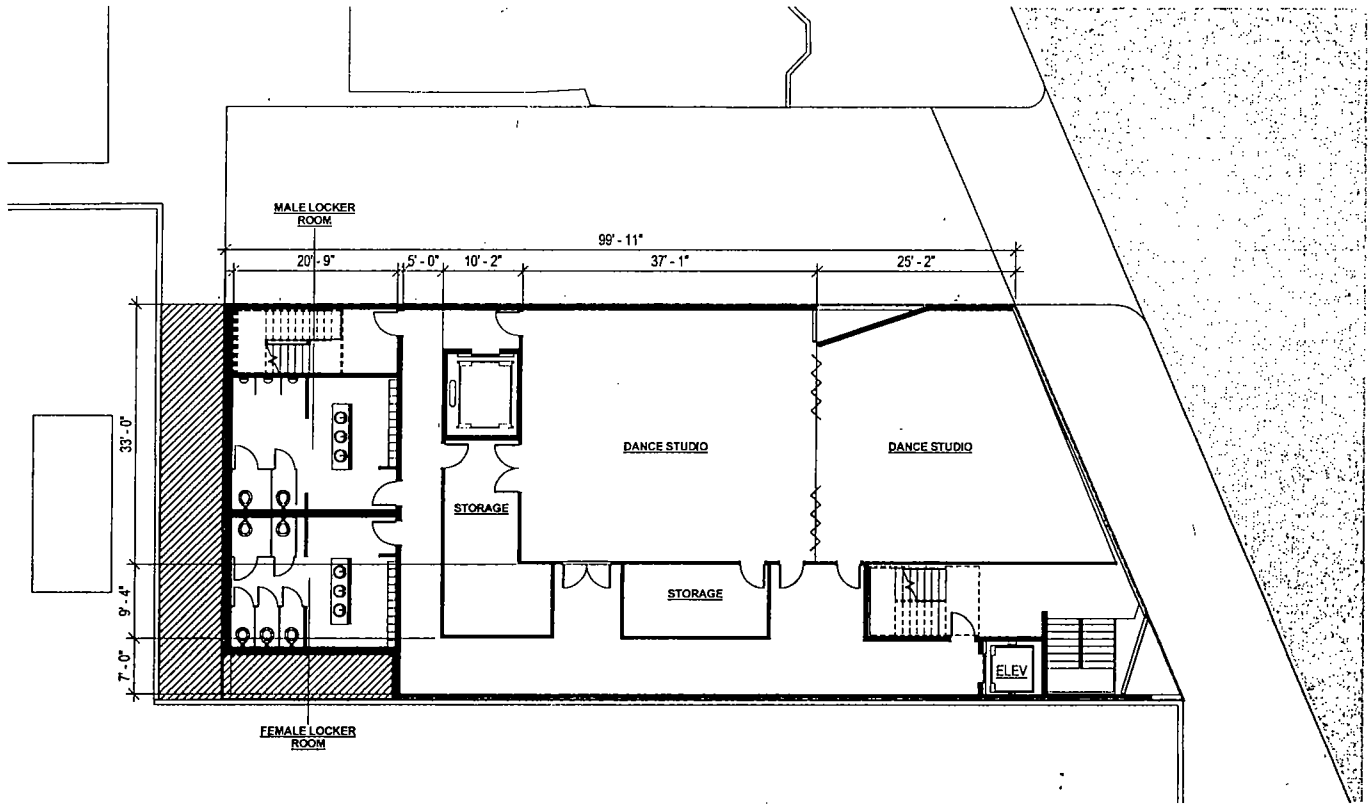 MALE LOCKER
ROOM
99' - 11"
20' - 9"
5' - 0"
10' - 2"
37' - 1"
25' - 2"
33' - 0"
DANCE STUDIO
DANCE STUDIO
STORAGE
9' - 4"
STORAGE
7' - 0"
ELEV
FEMALE LOCKER
ROOM